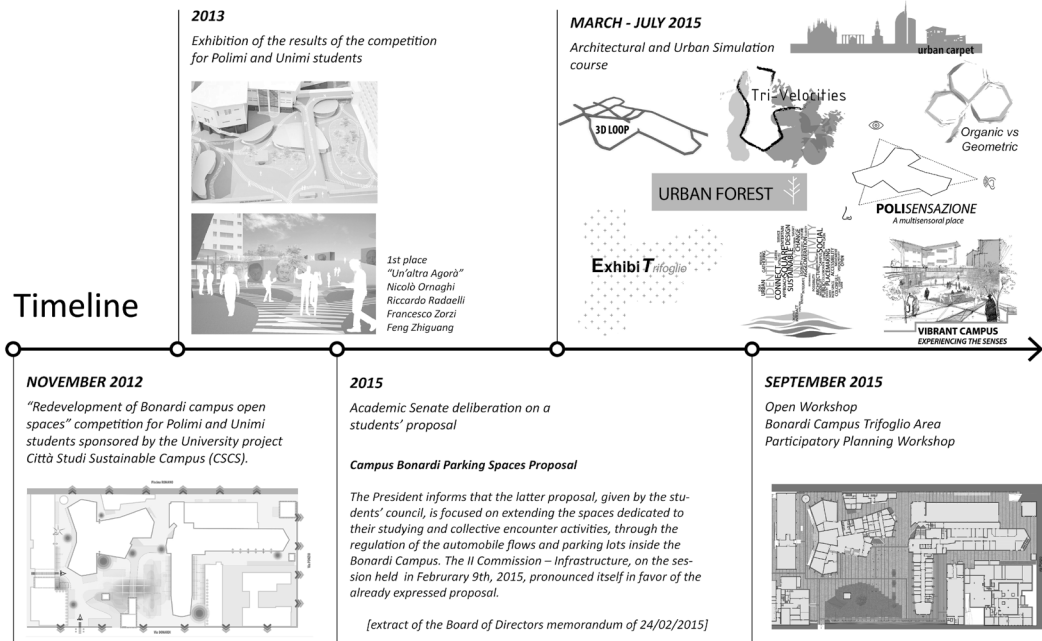 Timeline
NOVEMBER 2012
“Redevelopment of Bonardi campus open
spaces” competition for Polimi and Unimi
students sponsored by the University project
Città Studi Sustainable Campus (CSCS).
2013
Exhibition of the results of the competition
for Polimi and Unimi students
1st place
“Un’altra Agorà”
Nicolò Ornaghi
Riccardo Radaelli
Francesco Zorzi
Feng Zhiguang
2015
Academic Senate deliberation on a
students’ proposal
Campus Bonardi Parking Spaces Proposal
The President informs that the latter proposal, given by the stu-
dents’ council, is focused on extending the spaces dedicated to
their studying and collective encounter activities, through the
regulation of the automobile flows and parking lots inside the
Bonardi Campus. The II Commission – Infrastructure, on the ses-
sion held in Februrary 9th, 2015, pronounced itself in favor of the
already expressed proposal.
[extract of the Board of Directors memorandum of 24/02/2015]
MARCH - JULY 2015
Architectural and Urban Simulation
course
urban carpet
3D LOOP
Tri-Velocities
Organic vs
Geometric
URBAN FOREST
POLISENSAZIONE
A multisensoral place
ExhibiTrifoglio
IDENTITY
CONNECT
SQUARE
SUSTAINABLE
DESIGN
ACTIVITY
SOCIAL
PLACEMAKING
VIBRANT CAMPUS
EXPERIENCING THE SENSES
SEPTEMBER 2015
Open Workshop
Bonardi Campus Trifoglio Area
Participatory Planning Workshop